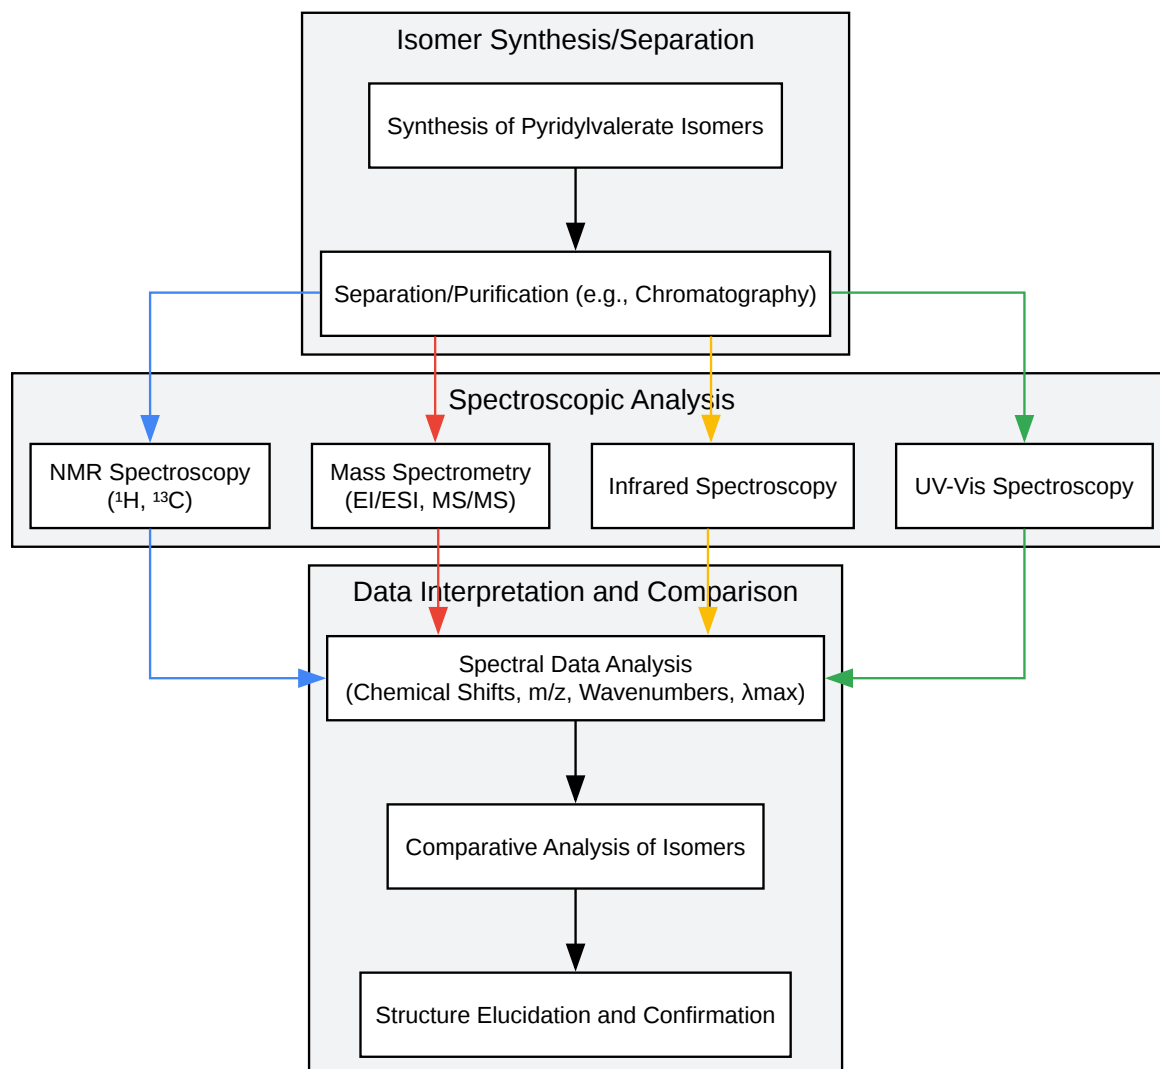 Isomer Synthesis/Separation
Synthesis of Pyridylvalerate Isomers
Separation/Purification (e.g., Chromatography)
Spectroscopic Analysis
NMR Spectroscopy
(¹H, ¹³C)
Mass Spectrometry
(EI/ESI, MS/MS)
Infrared Spectroscopy
UV-Vis Spectroscopy
Data Interpretation and Comparison
Spectral Data Analysis
(Chemical Shifts, m/z, Wavenumbers, λmax)
Comparative Analysis of Isomers
Structure Elucidation and Confirmation